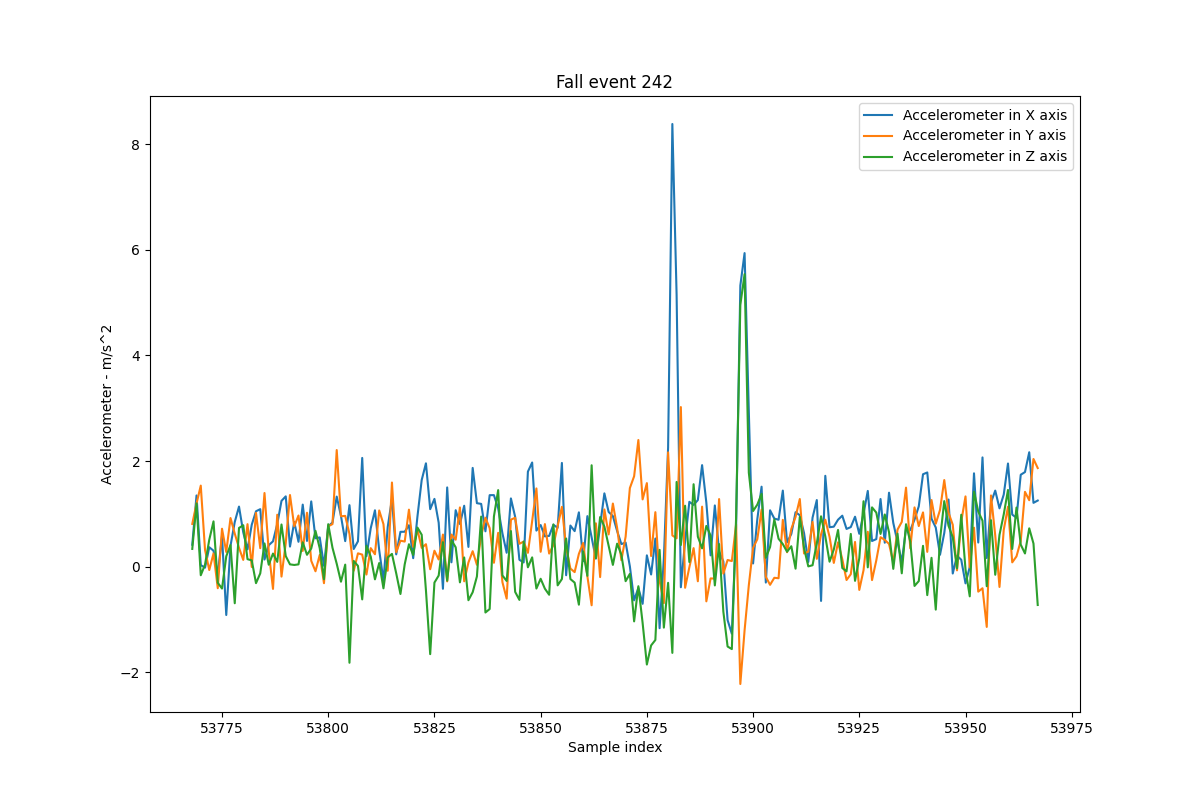 Fall event 242
Accelerometer in X axis
Accelerometer in Y axis
Accelerometer in Z axis
Accelerometer - m/s^2
8
6
4
2
0
−2
53775 53800 53825 53850 53875 53900 53925 53950 53975
Sample index